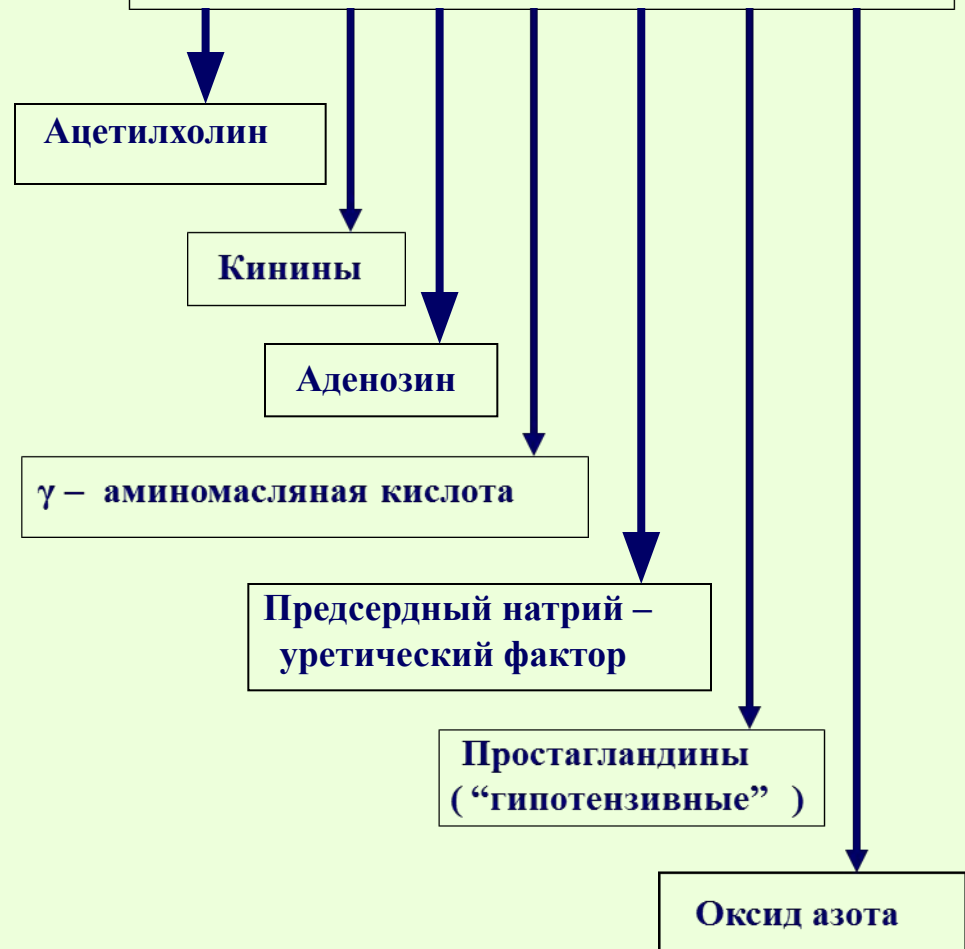 Ацетилхолин
Кинины
Аденозин
γ – аминомасляная кислота
Предсердный натрий –
уретический фактор
Простагландины
( “гипотензивные” )
Оксид азота